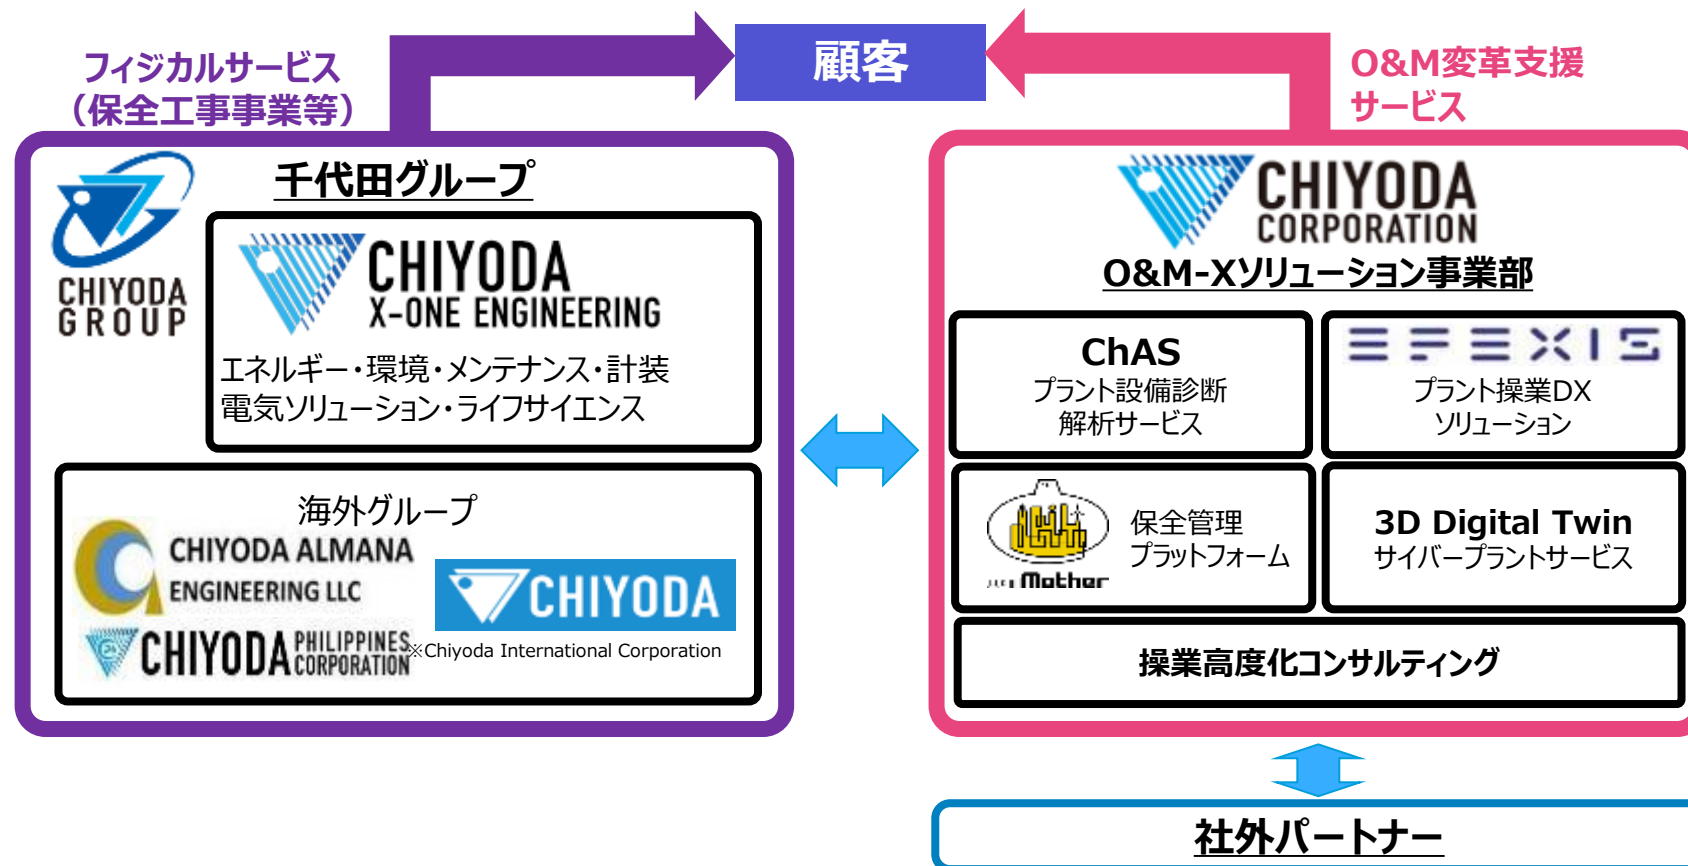 顧客
フィジカルサービス
（保全工事事業等）
O&M変革支援
サービス
千代田グループ
CHIYODA
GROUP
CHIYODA
X-ONE ENGINEERING
エネルギー・環境・メンテナンス・計装
電気ソリューション・ライフサイエンス
海外グループ
CHIYODA ALMANA
ENGINEERING LLC
CHIYODA
CHIYODA PHILIPPINES
CORPORATION
※Chiyoda International Corporation
CHIYODA
CORPORATION
O&M-Xソリューション事業部
ChAS
プラント設備診断
解析サービス
EFEXIS
プラント操業DX
ソリューション
Mother
保全管理
プラットフォーム
3D Digital Twin
サイバープラントサービス
操業高度化コンサルティング
社外パートナー